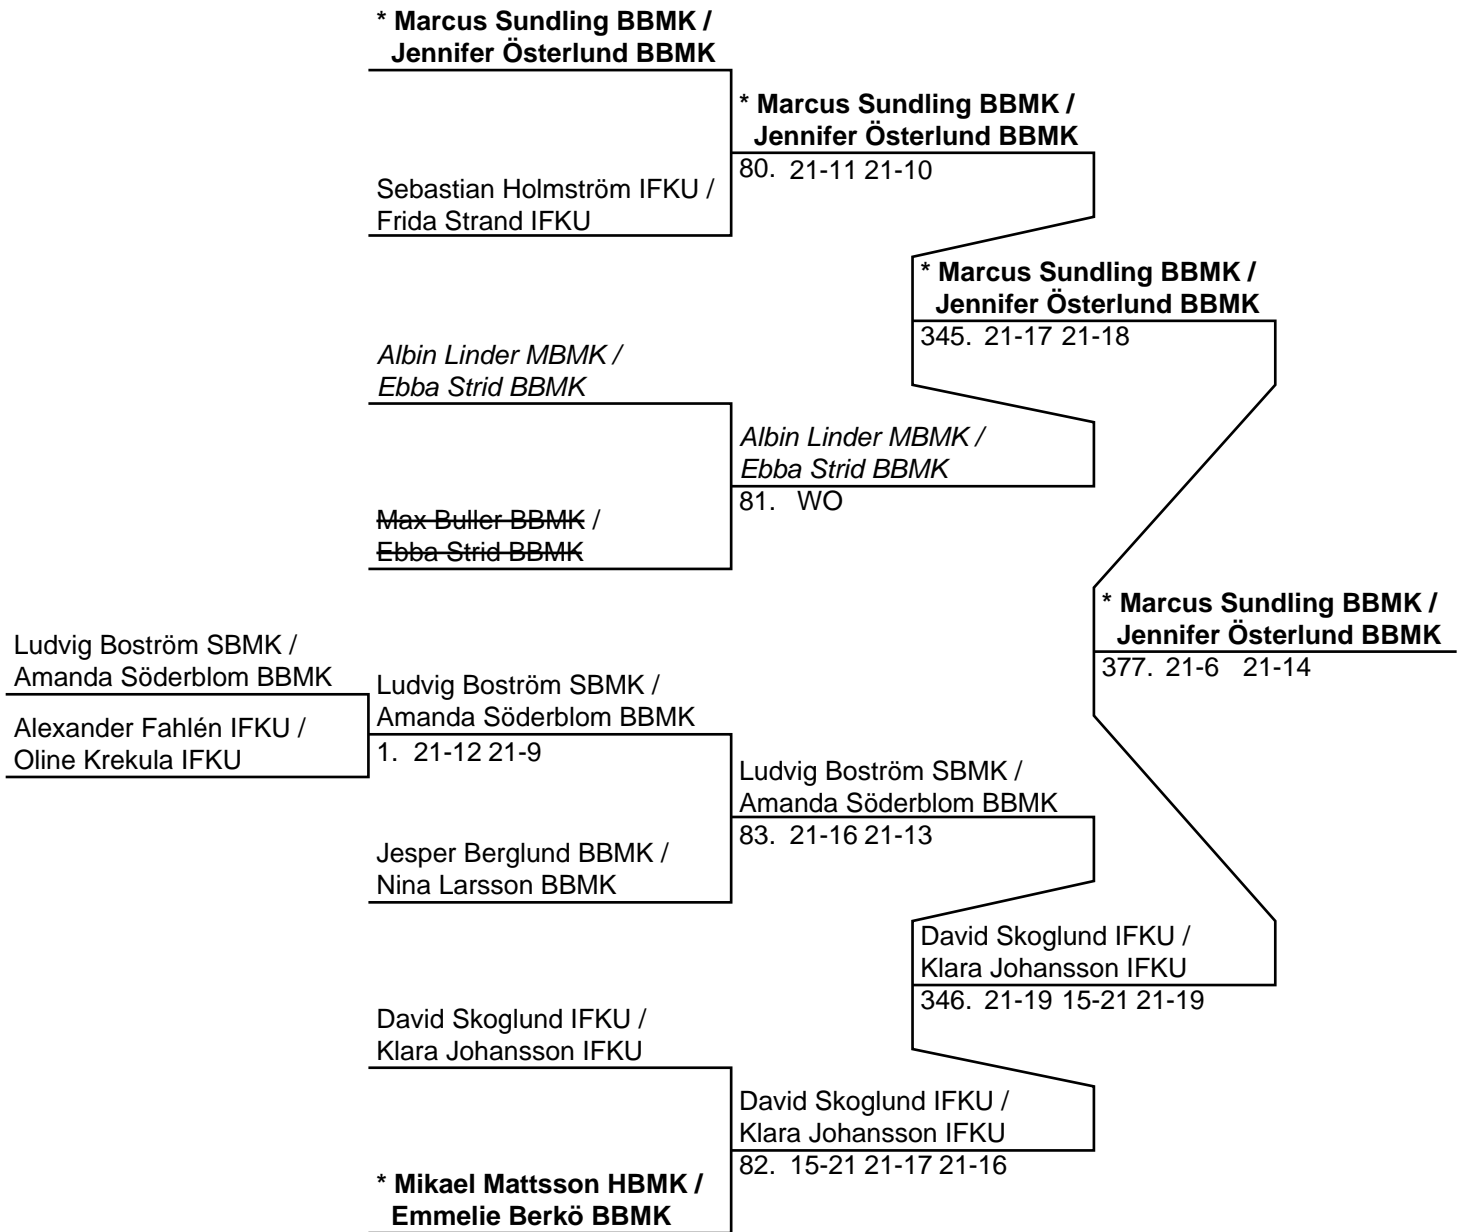 * Marcus Sundling BBMK /
Jennifer Österlund BBMK
* Marcus Sundling BBMK /
Jennifer Österlund BBMK
80. 21-11 21-10
Sebastian Holmström IFKU /
Frida Strand IFKU
* Marcus Sundling BBMK /
Jennifer Österlund BBMK
345. 21-17 21-18
Albin Linder MBMK /
Ebba Strid BBMK
Albin Linder MBMK /
Ebba Strid BBMK
81. WO
Max Buller BBMK /
Ebba Strid BBMK
* Marcus Sundling BBMK /
Jennifer Österlund BBMK
377. 21-6 21-14
Ludvig Boström SBMK /
Amanda Söderblom BBMK
Ludvig Boström SBMK /
Amanda Söderblom BBMK
1. 21-12 21-9
Alexander Fahlén IFKU /
Oline Krekula IFKU
Ludvig Boström SBMK /
Amanda Söderblom BBMK
83. 21-16 21-13
Jesper Berglund BBMK /
Nina Larsson BBMK
David Skoglund IFKU /
Klara Johansson IFKU
346. 21-19 15-21 21-19
David Skoglund IFKU /
Klara Johansson IFKU
David Skoglund IFKU /
Klara Johansson IFKU
82. 15-21 21-17 21-16
* Mikael Mattsson HBMK /
Emmelie Berkö BBMK